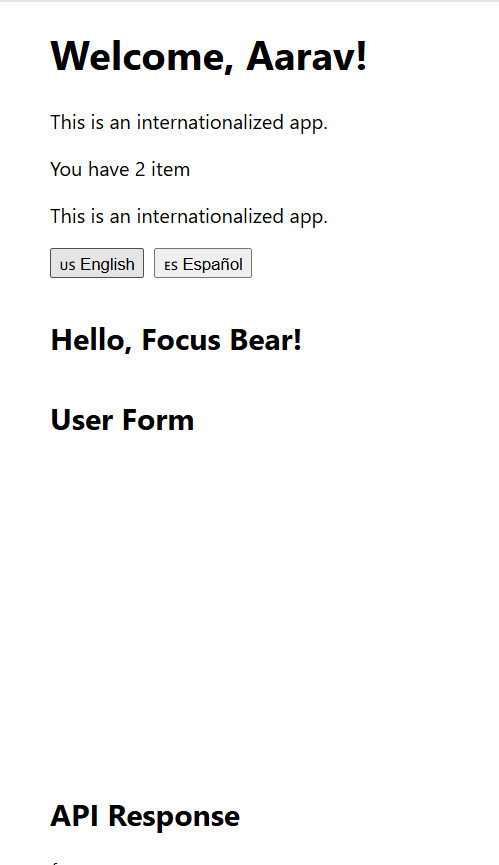 Welcome, Aarav!
This is an internationalized app.
You have 2 item
This is an internationalized app.
US English
ES Español
Hello, Focus Bear!
User Form
API Response